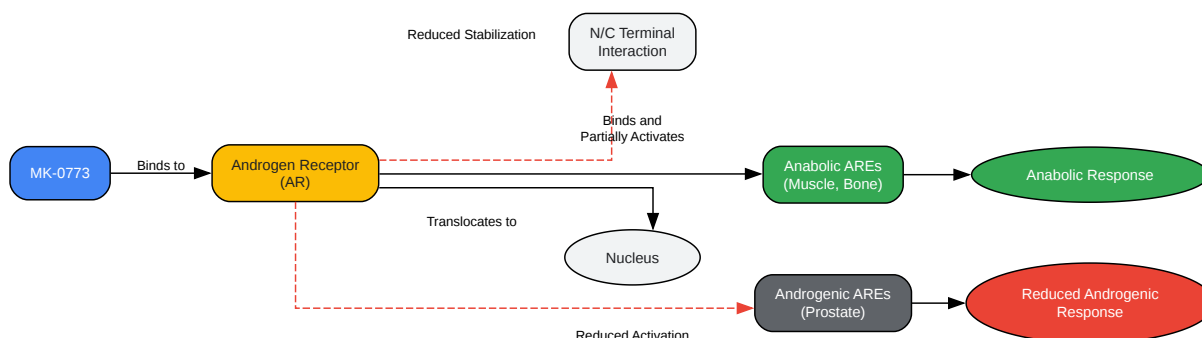 Reduced Stabilization
N/C Terminal
Interaction
Binds and
Partially Activates
MK-0773
Binds to
Androgen Receptor
(AR)
Anabolic AREs
(Muscle, Bone)
Anabolic Response
Translocates to
Nucleus
Androgenic AREs
(Prostate)
Reduced Androgenic
Response
Reduced Activation